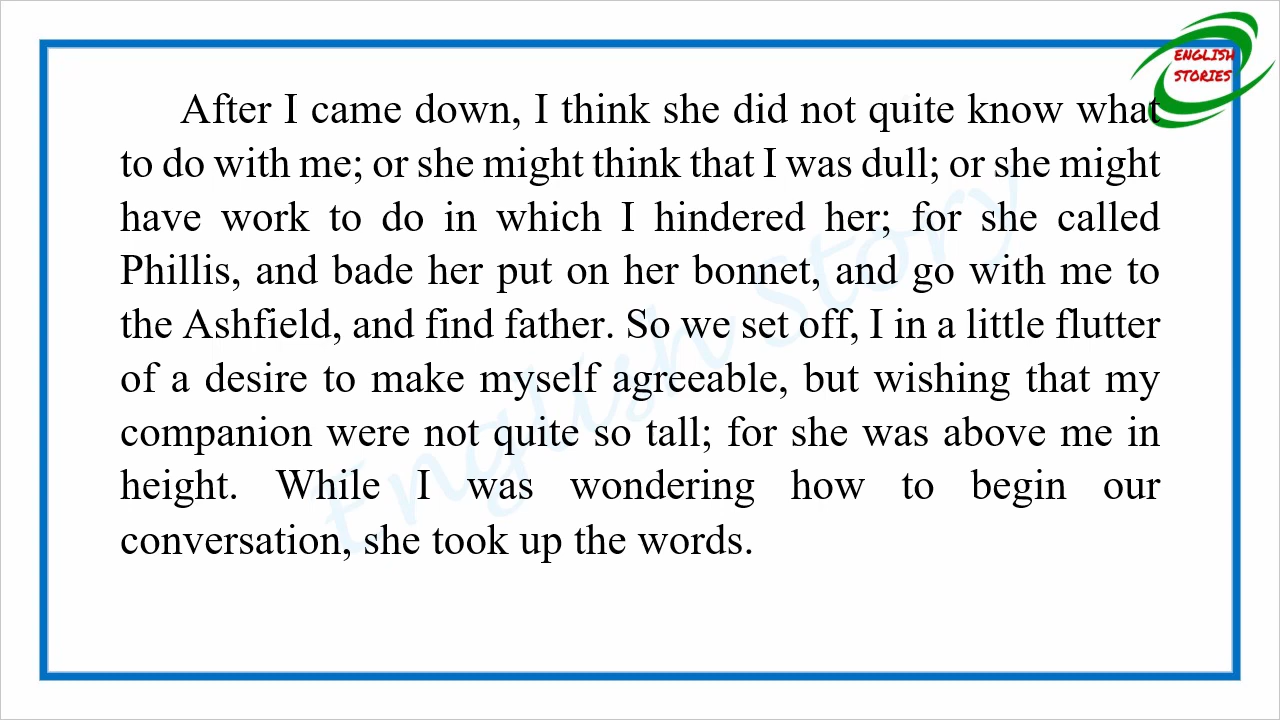 ENGLISH
STORIES
After I came down, I think she did not quite know what
to do with me; or she might think that I was dull; or she might
have work to do in which I hindered her; for she called
Phillis, and bade her put on her bonnet, and go with me to
the Ashfield, and find father. So we set off, I in a little flutter
of a desire to make myself agreeable, but wishing that my
companion were not quite so tall; for she was above me in
height. While I was wondering how to begin our
conversation, she took up the words.
English Story